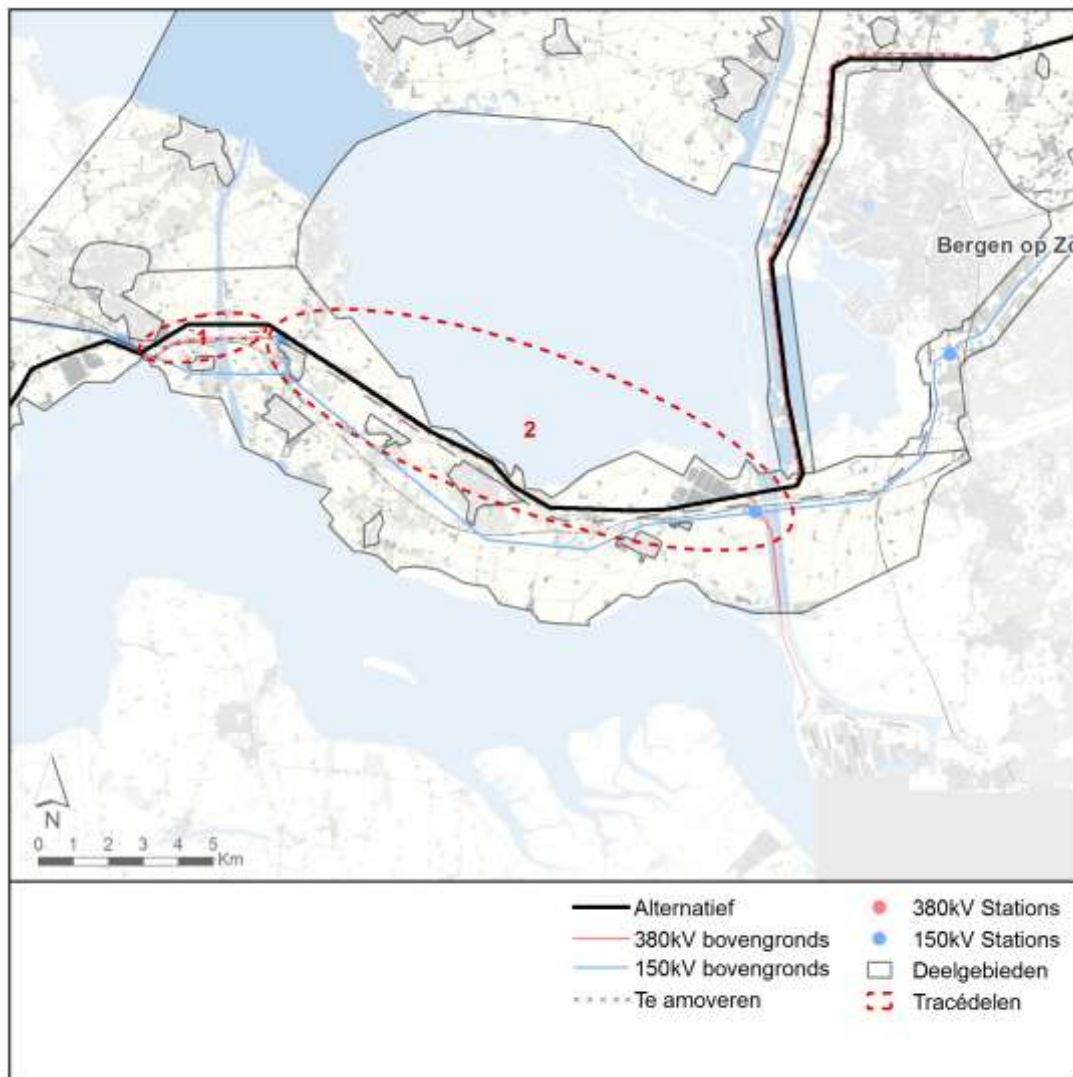 1
2
Bergen op Zo
N
0 1 2 3 4 5
Km
Alternatief
380kV bovengronds
150kV bovengronds
Te amoveren
380kV Stations
150kV Stations
Deelgebieden
Tracédelen